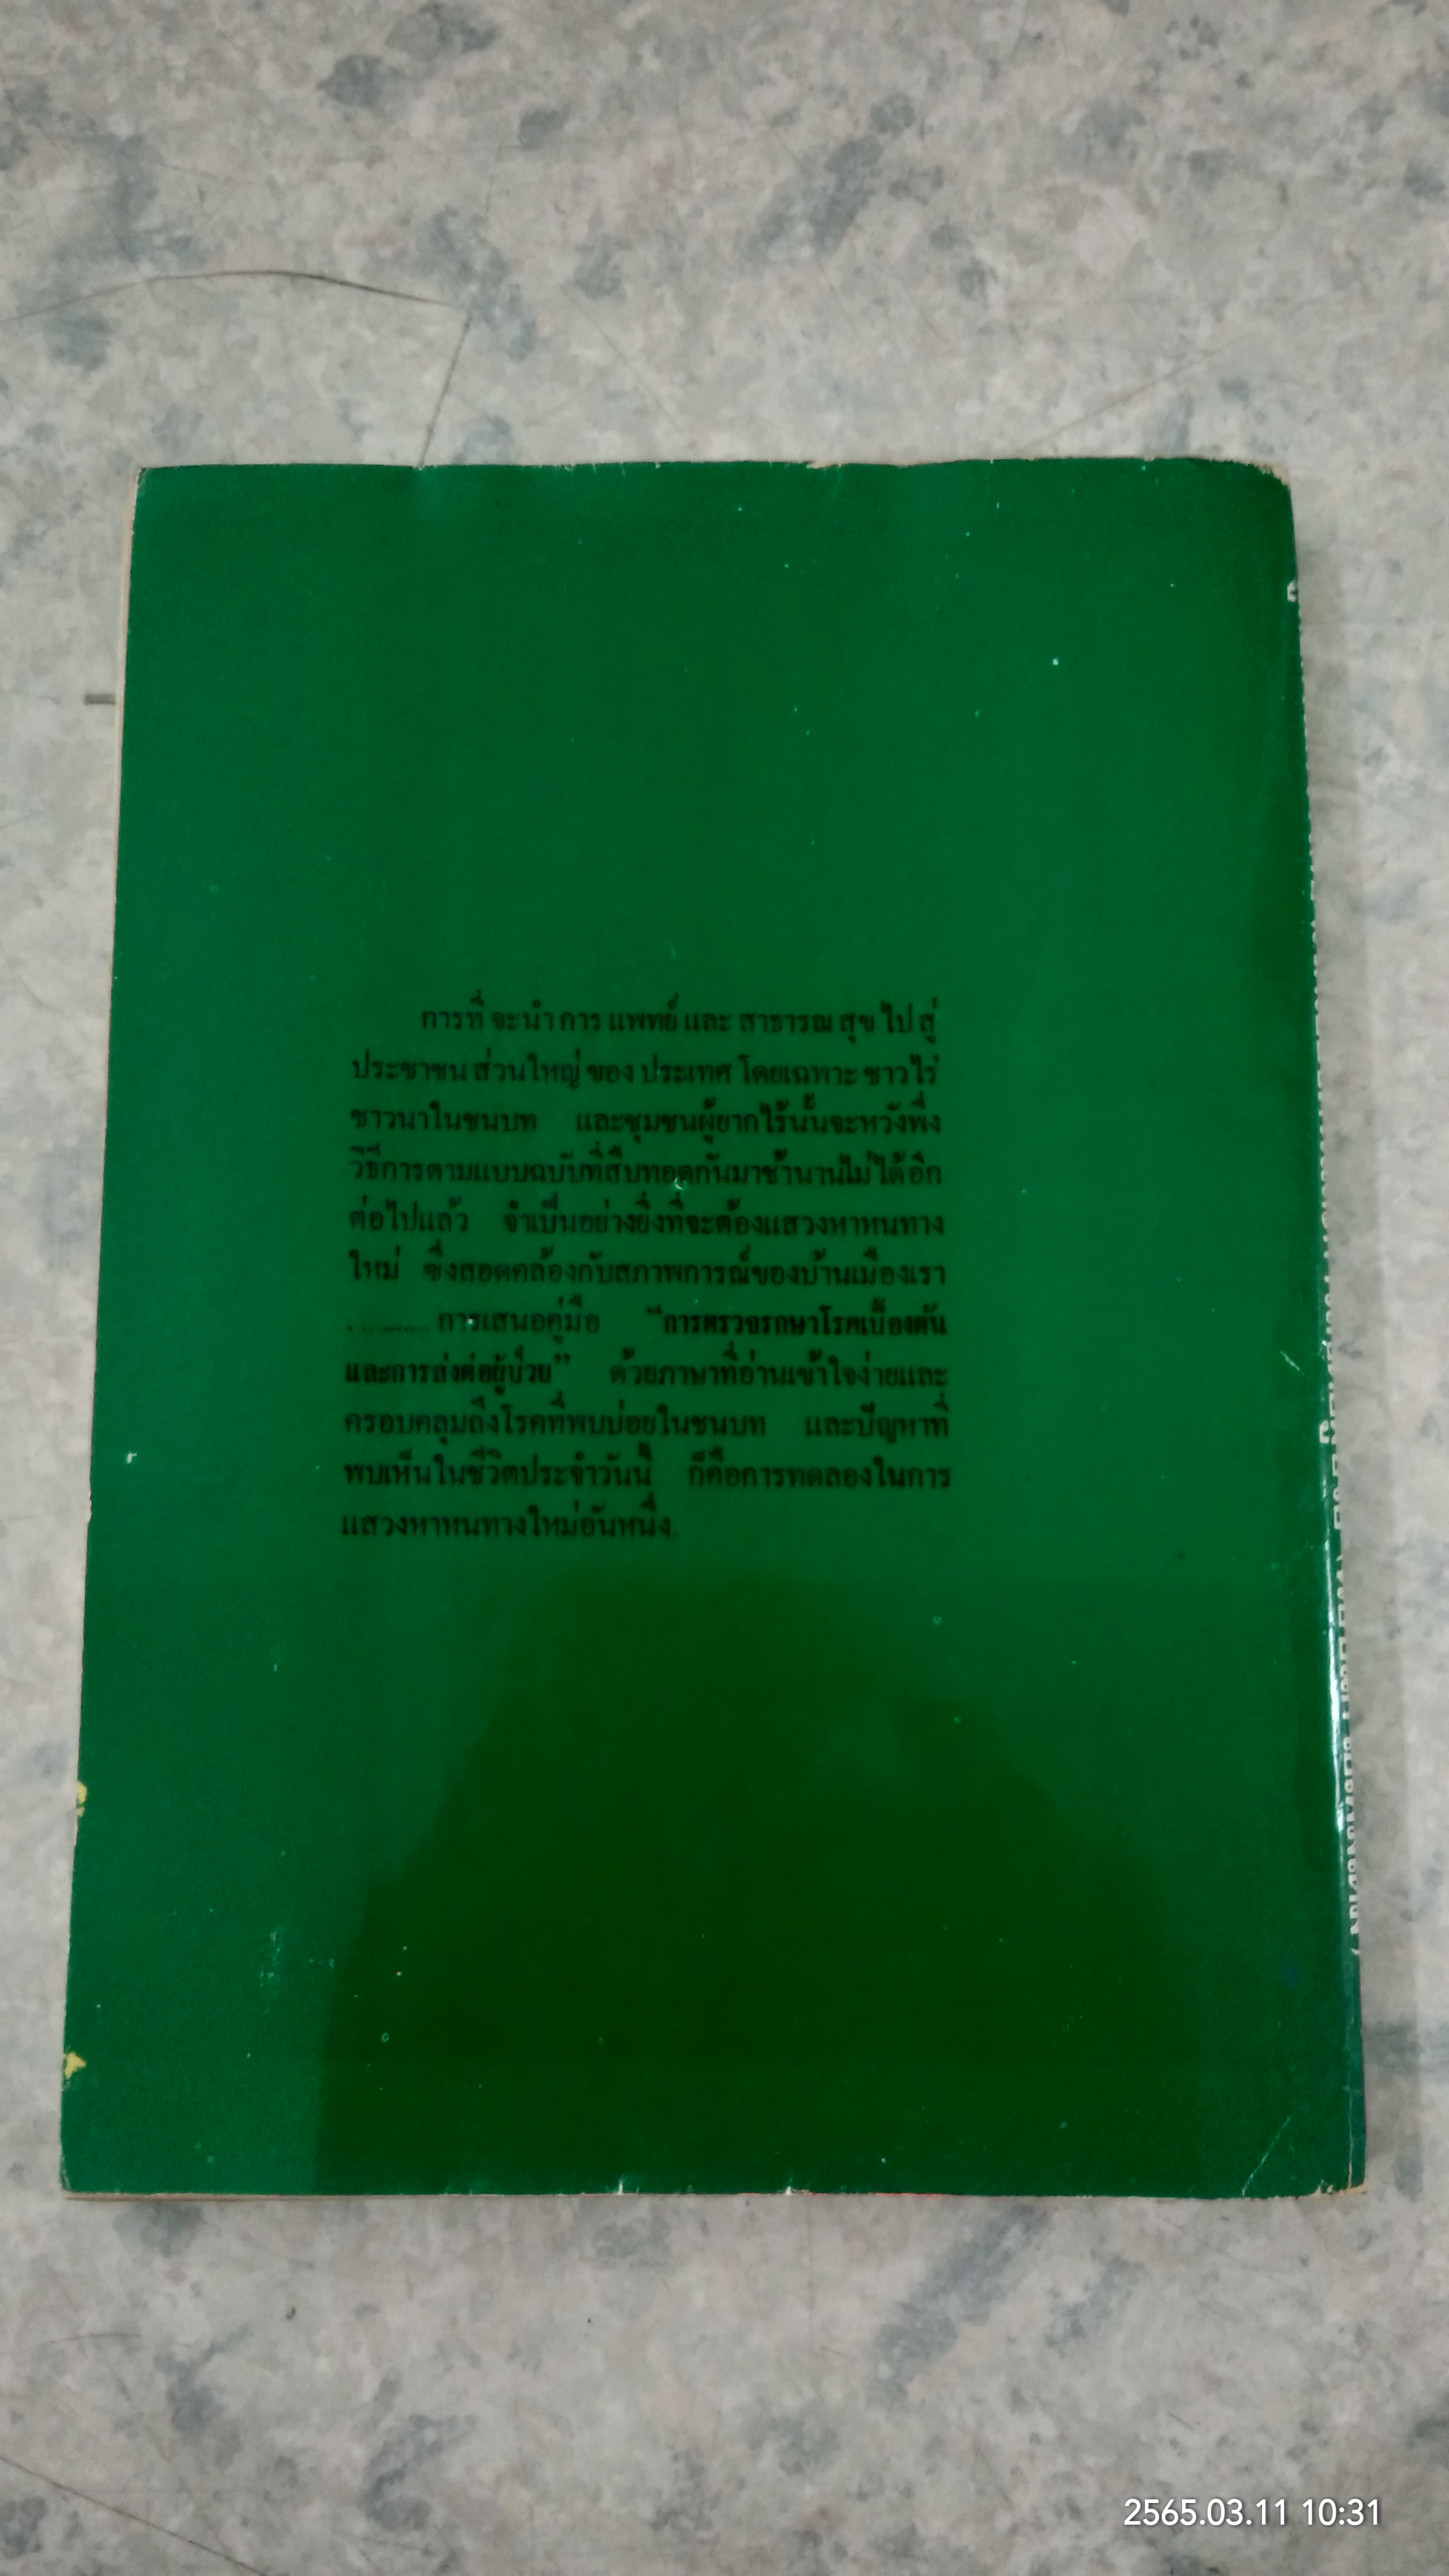 การที่จะนำการแพทย์และสาธารณสุขไปสู่
ประชาชนส่วนใหญ่ของประเทศโดยเฉพาะชาวไร่
ชาวนาในชนบท และชุมชนผู้ยากไร้นั้นจะหวังพึ่ง
วิธีการตามแบบฉบับที่สืบทอดกันมาช้านานไม่ได้อีก
ต่อไปแล้ว จำเป็นอย่างยิ่งที่จะต้องแสวงหาหนทาง
ใหม่ ซึ่งสอดคล้องกับสภาพการณ์ของบ้านเมืองเรา
.......... การเสนอคู่มือ “การตรวจรักษาโรคเบื้องต้น
และการส่งต่อผู้ป่วย” ด้วยภาษาที่อ่านเข้าใจง่ายและ
ครอบคลุมถึงโรคที่พบบ่อยในชนบท และปัญหาที่
พบเห็นในชีวิตประจำวันนี้ ก็คือการทดลองในการ
แสวงหาหนทางใหม่อันหนึ่ง.
2565.03.11 10:31